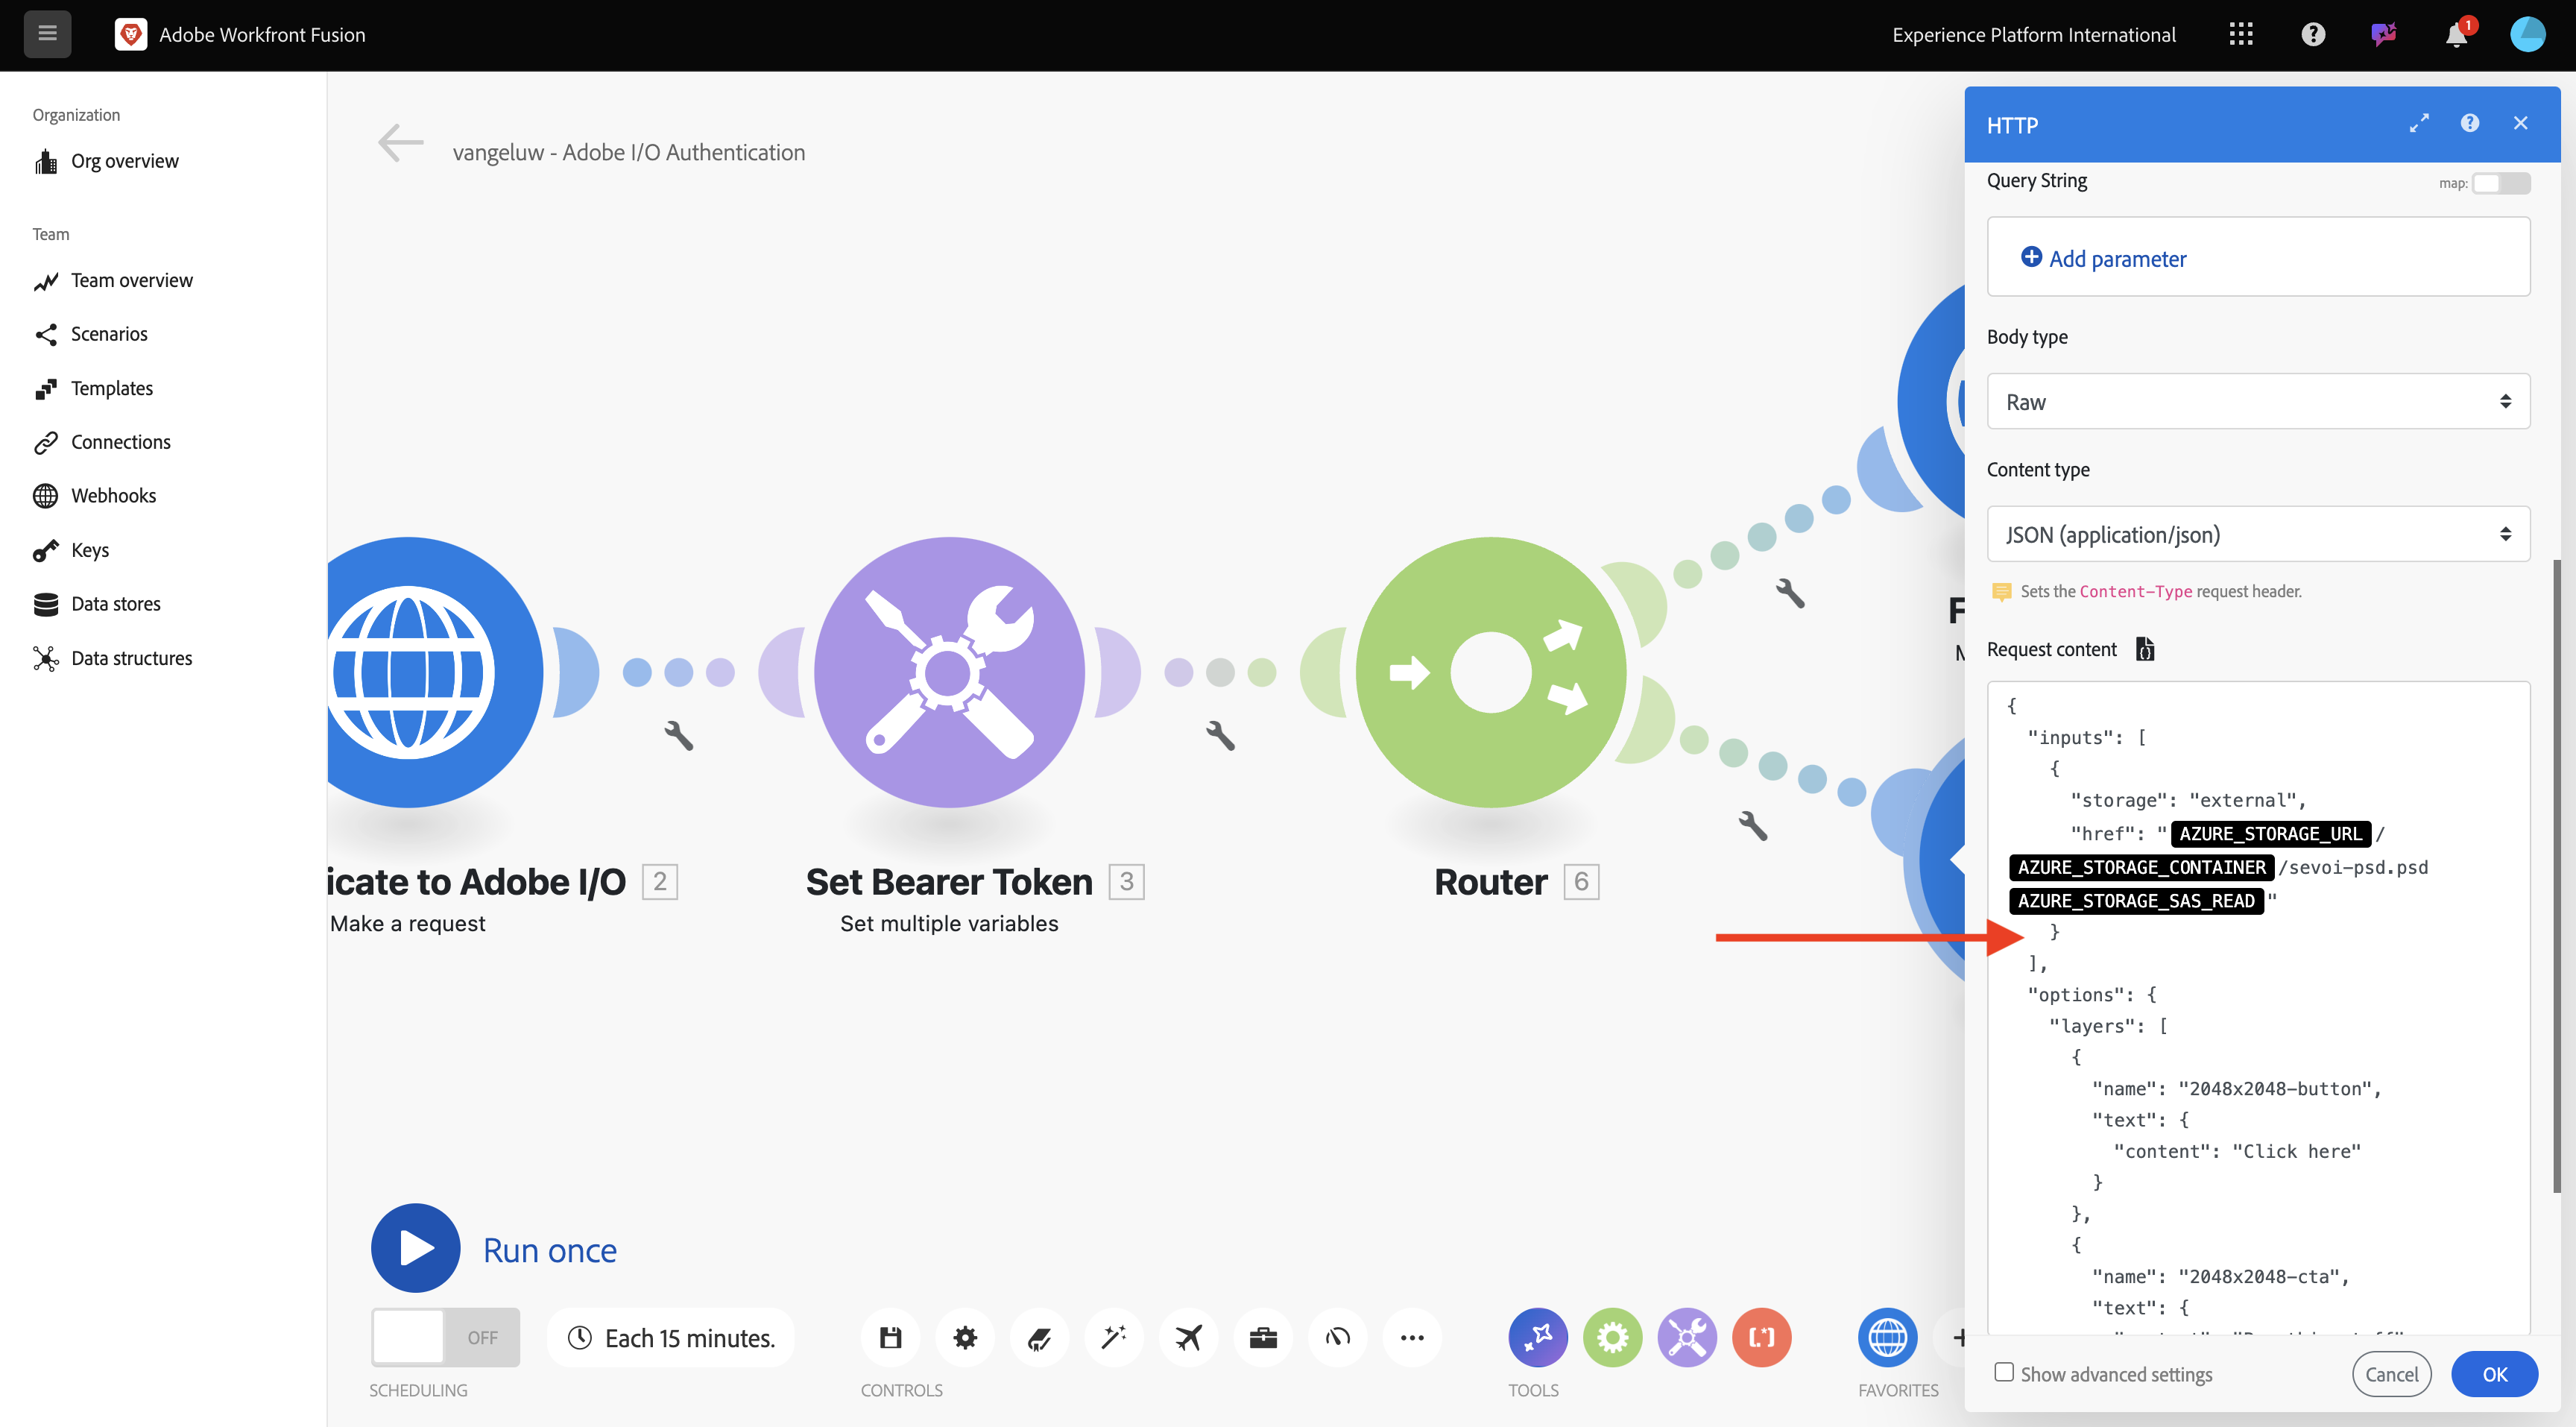 Adobe Workfront Fusion
Experience Platform International
1
Organization
Org overview
Team
Team overview
Scenarios
Templates
Connections
Webhooks
Keys
Data stores
Data structures
vangeluw - Adobe I/O Authentication
icate to Adobe I/O 2
Make a request
Set Bearer Token 3
Set multiple variables
Router 6
Run once
OFF
Each 15 minutes.
SCHEDULING
CONTROLS
TOOLS
FAVORITES
HTTP
Query String
map:
Add parameter
Body type
Raw
Content type
JSON (application/json)
Sets the Content-Type request header.
Request content
{
"inputs": [
{
"storage": "external",
"href": "AZURE_STORAGE_URL/
AZURE_STORAGE_CONTAINER/sevoi-psd.psd
AZURE_STORAGE_SAS_READ"
}
],
"options": {
"layers": [
{
"name": "2048x2048-button",
"text": {
"content": "Click here"
}
},
{
"name": "2048x2048-cta",
"text": {
Show advanced settings
Cancel
OK